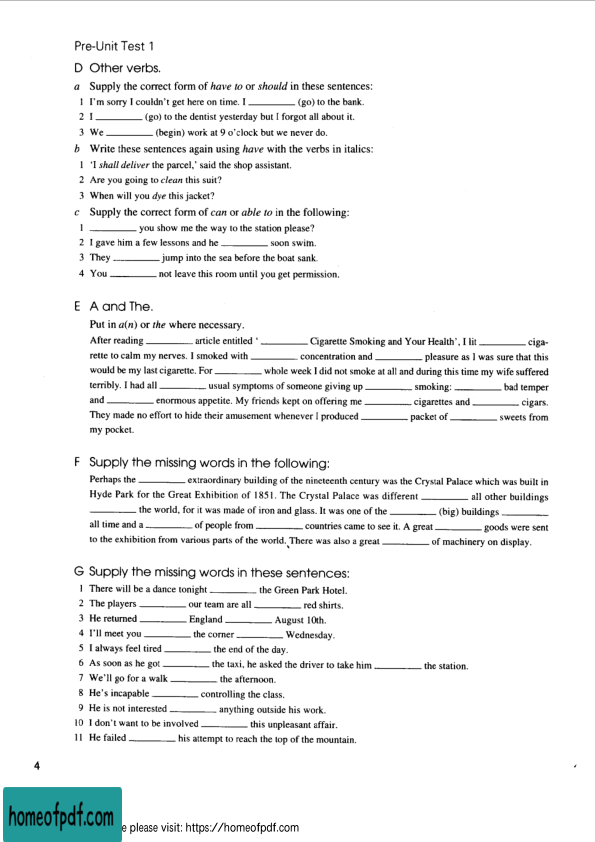 Pre-Unit Test 1
D Other verbs.
a Supply the correct form of have to or should in these sentences:
1 I'm sorry I couldn't get here on time. I ________ (go) to the bank.
2 I ________ (go) to the dentist yesterday but I forgot all about it.
3 We ________ (begin) work at 9 o'clock but we never do.
b Write these sentences again using have with the verbs in italics:
1 'I shall deliver the parcel,' said the shop assistant.
2 Are you going to clean this suit?
3 When will you dye this jacket?
c Supply the correct form of can or able to in the following:
1 ________ you show me the way to the station please?
2 I gave him a few lessons and he ________ soon swim.
3 They ________ jump into the sea before the boat sank.
4 You ________ not leave this room until you get permission.
E A and The.
Put in a(n) or the where necessary.
After reading ________ article entitled ' ________ Cigarette Smoking and Your Health', I lit ________ ciga-
rette to calm my nerves. I smoked with ________ concentration and ________ pleasure as I was sure that this
would be my last cigarette. For ________ whole week I did not smoke at all and during this time my wife suffered
terribly. I had all ________ usual symptoms of someone giving up ________ smoking: ________ bad temper
and ________ enormous appetite. My friends kept on offering me ________ cigarettes and ________ cigars.
They made no effort to hide their amusement whenever I produced ________ packet of ________ sweets from
my pocket.
F Supply the missing words in the following:
Perhaps the ________ extraordinary building of the nineteenth century was the Crystal Palace which was built in
Hyde Park for the Great Exhibition of 1851. The Crystal Palace was different ________ all other buildings
________ the world, for it was made of iron and glass. It was one of the ________ (big) buildings ________
all time and a ________ of people from ________ countries came to see it. A great ________ goods were sent
to the exhibition from various parts of the world. There was also a great ________ of machinery on display.
G Supply the missing words in these sentences:
1 There will be a dance tonight ________ the Green Park Hotel.
2 The players ________ our team are all ________ red shirts.
3 He returned ________ England ________ August 10th.
4 I'll meet you ________ the corner ________ Wednesday.
5 I always feel tired ________ the end of the day.
6 As soon as he got ________ the taxi, he asked the driver to take him ________ the station.
7 We'll go for a walk ________ the afternoon.
8 He's incapable ________ controlling the class.
9 He is not interested ________ anything outside his work.
10 I don't want to be involved ________ this unpleasant affair.
11 He failed ________ his attempt to reach the top of the mountain.
4
homeofpdf.com
e please visit: https://homeofpdf.com